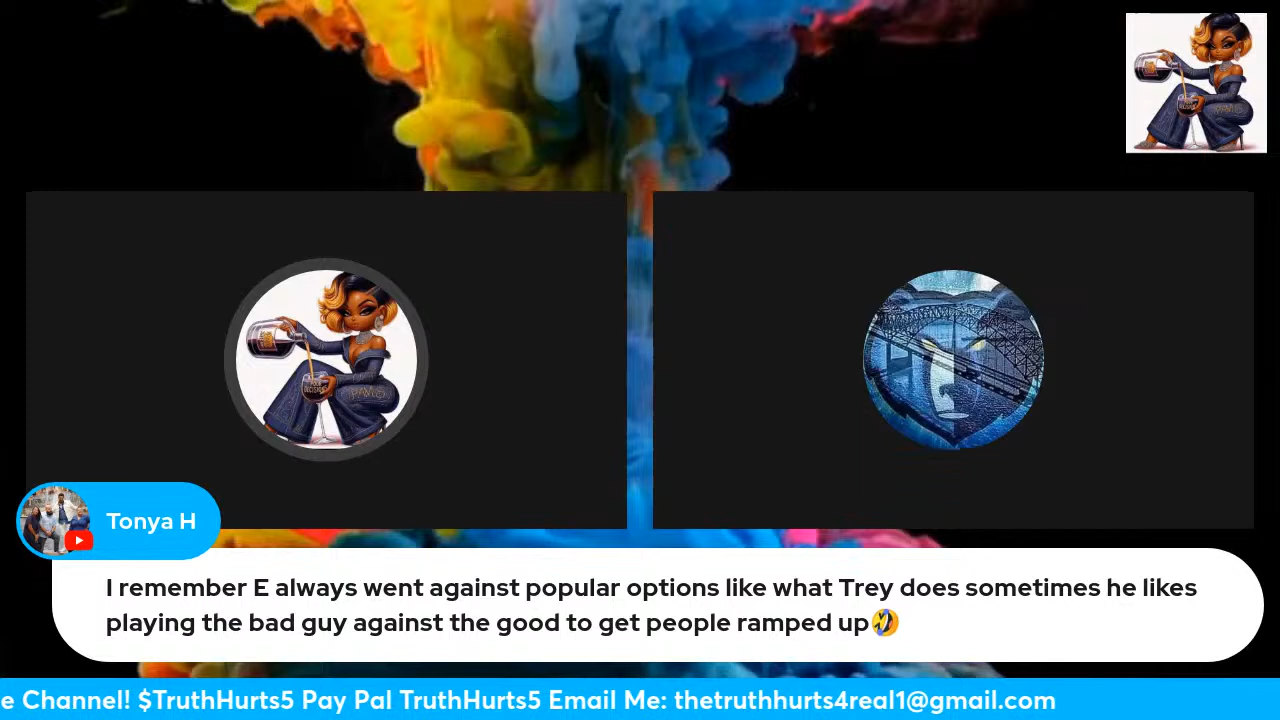 Tonya H
I remember E always went against popular options like what Trey does sometimes he likes
playing the bad guy against the good to get people ramped up🤣
e Channel! $TruthHurts5 Pay Pal TruthHurts5 Email Me: thetruthhurts4real1@gmail.com